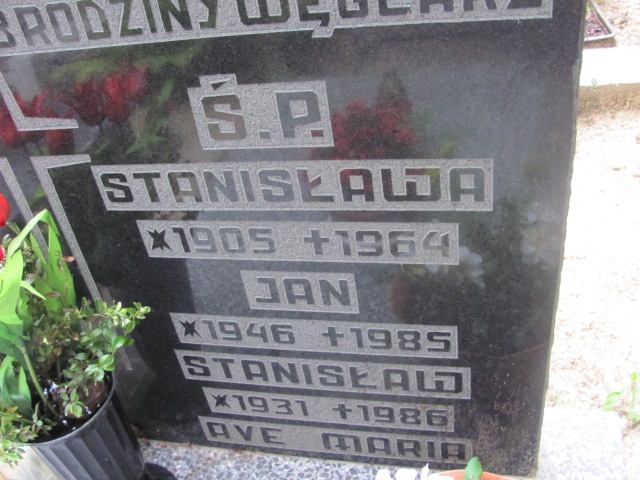 RODZINY WĘGLARZ
Ś.P.
STANISŁAWA
*1905 +1964
JAN
*1946 +1985
STANISŁAW
*1931 +1986
AVE MARIA